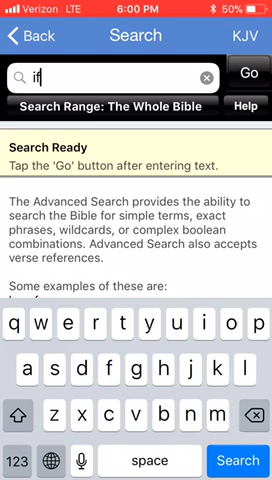 Verizon LTE 6:00 PM 50%
Back Search KJV
if Go
Search Range: The Whole Bible Help
Search Ready
Tap the 'Go' button after entering text.
The Advanced Search provides the ability to
search the Bible for simple terms, exact
phrases, wildcards, or complex boolean
combinations. Advanced Search also accepts
verse references.
Some examples of these are:
q w e r t y u i o p
a s d f g h j k l
z x c v b n m
123 space Search